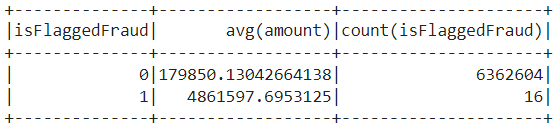 +--------------+------------------+---------------------+
|isFlaggedFraud|       avg(amount)|count(isFlaggedFraud)|
+--------------+------------------+---------------------+
|             0|179850.13042664138|              6362604|
|             1|   4861597.6953125|                   16|
+--------------+------------------+---------------------+